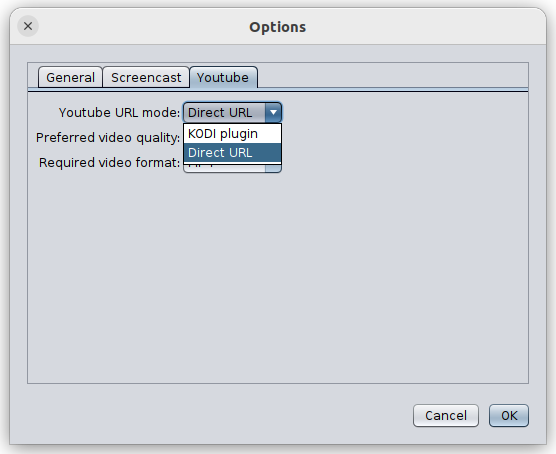 Options
General Screencast Youtube
Youtube URL mode: Direct URL
KODI plugin
Preferred video quality:
Direct URL
Required video format:
Cancel OK